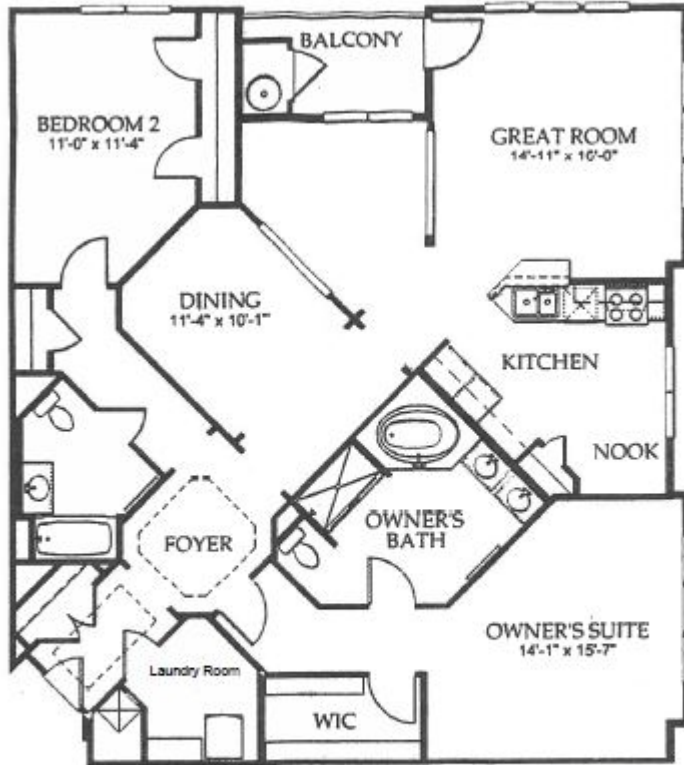 BALCONY
BEDROOM 2
11'-0" x 11'-4"
GREAT ROOM
14'-11" x 16'-0"
DINING
11'-4" x 10'-1"
KITCHEN
NOOK
OWNER'S
BATH
FOYER
OWNER'S SUITE
14'-1" x 15'-7"
Laundry Room
WIC